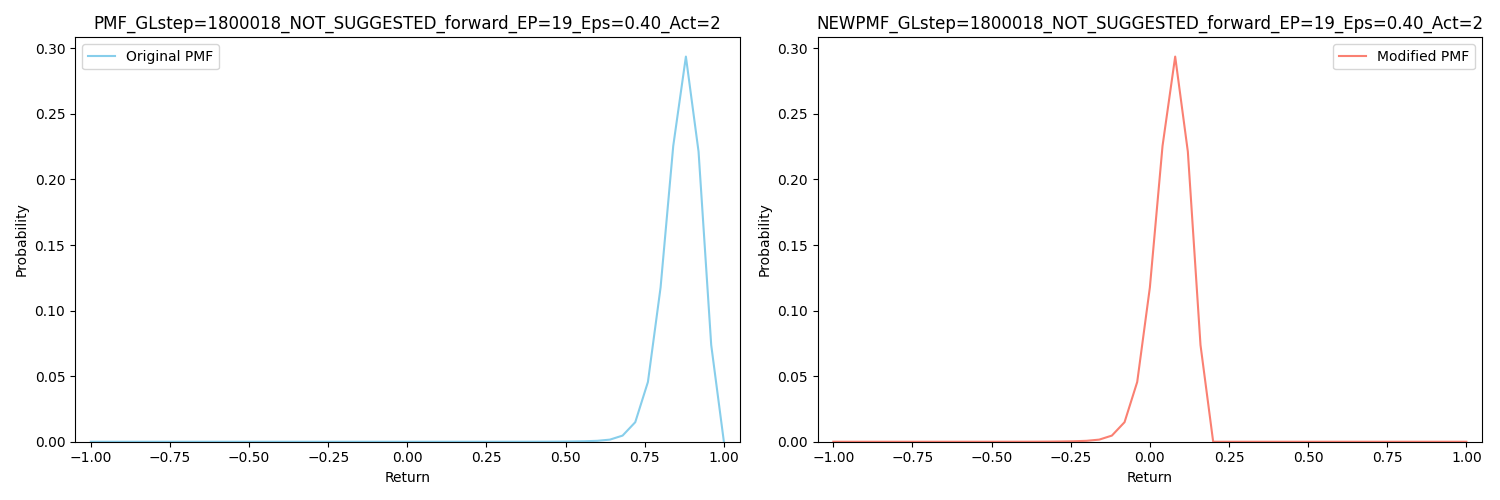 PMF_GLstep=1800018_NOT_SUGGESTED_forward_EP=19_Eps=0.40_Act=2
Original PMF
0.30
0.25
0.20
0.15
0.10
0.05
0.00
Probability
−1.00 −0.75 −0.50 −0.25 0.00 0.25 0.50 0.75 1.00
Return
NEWPMF_GLstep=1800018_NOT_SUGGESTED_forward_EP=19_Eps=0.40_Act=2
Modified PMF
0.30
0.25
0.20
0.15
0.10
0.05
0.00
Probability
−1.00 −0.75 −0.50 −0.25 0.00 0.25 0.50 0.75 1.00
Return